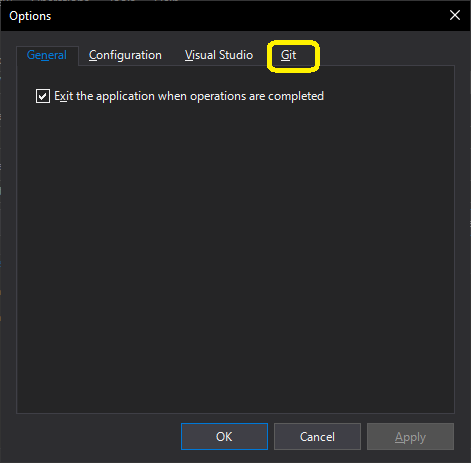 Options
General Configuration Visual Studio Git
Exit the application when operations are completed
OK Cancel Apply